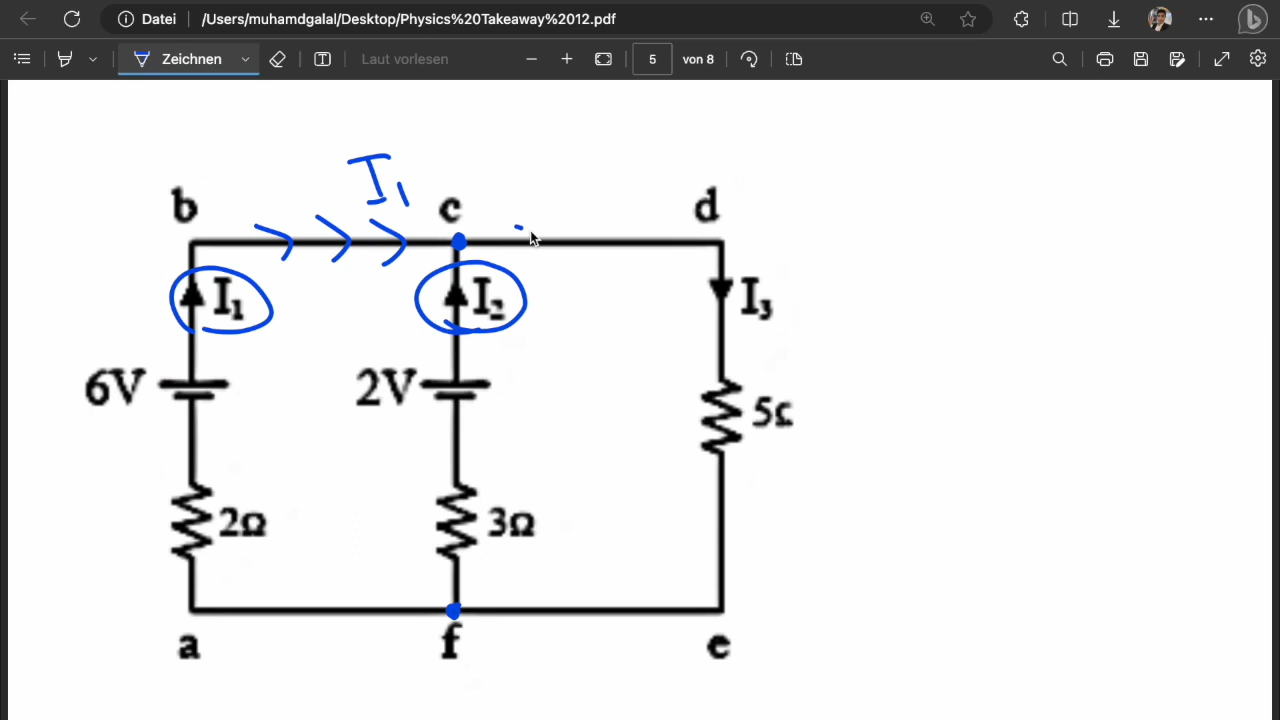 Datei /Users/muhamdgalal/Desktop/Physics%20Takeaway%2012.pdf
Zeichnen Laut vorlesen 5 von 8
I₁
b c d
I₁ I₂ I₃
6V 2V 5Ω
2Ω 3Ω
a f e